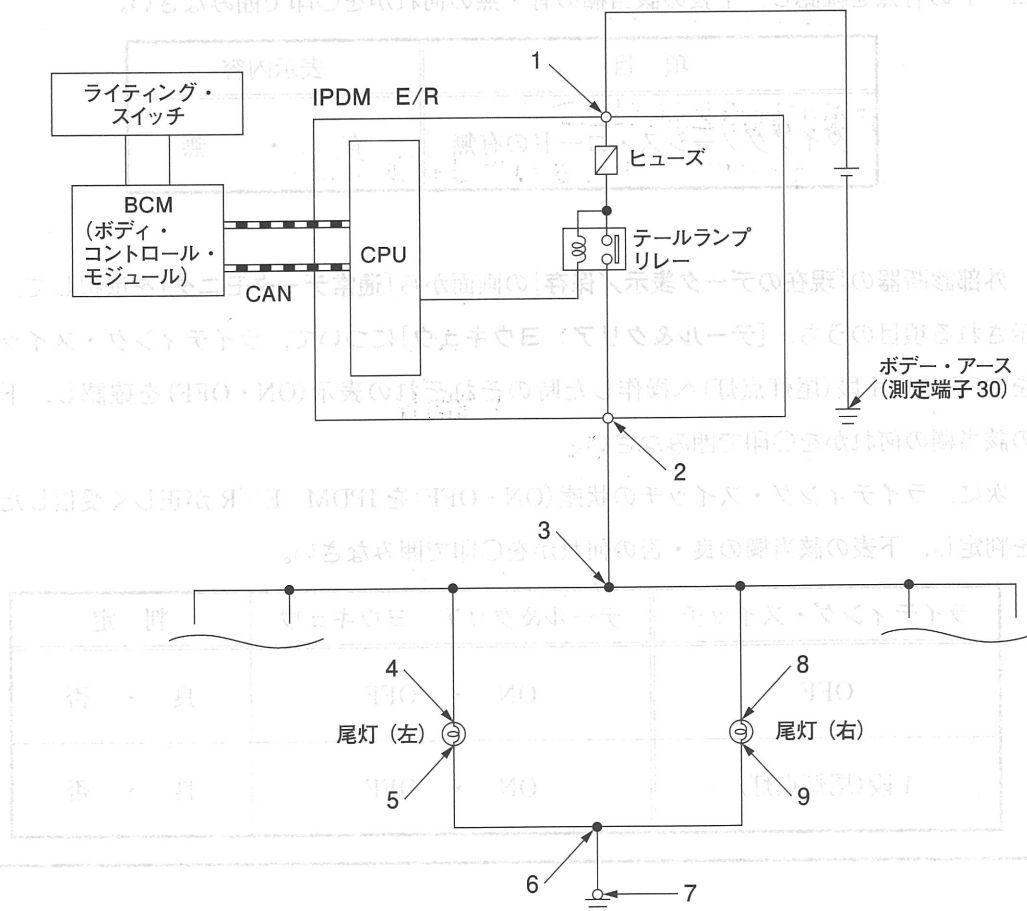 ライティング・
スイッチ
IPDM E/R
1
ヒューズ
BCM
(ボディ・
コントロール・
モジュール)
CPU
テールランプ
リレー
CAN
ボデー・アース
(測定端子30)
2
3
4
8
尾灯(左)
尾灯(右)
5
9
6
7